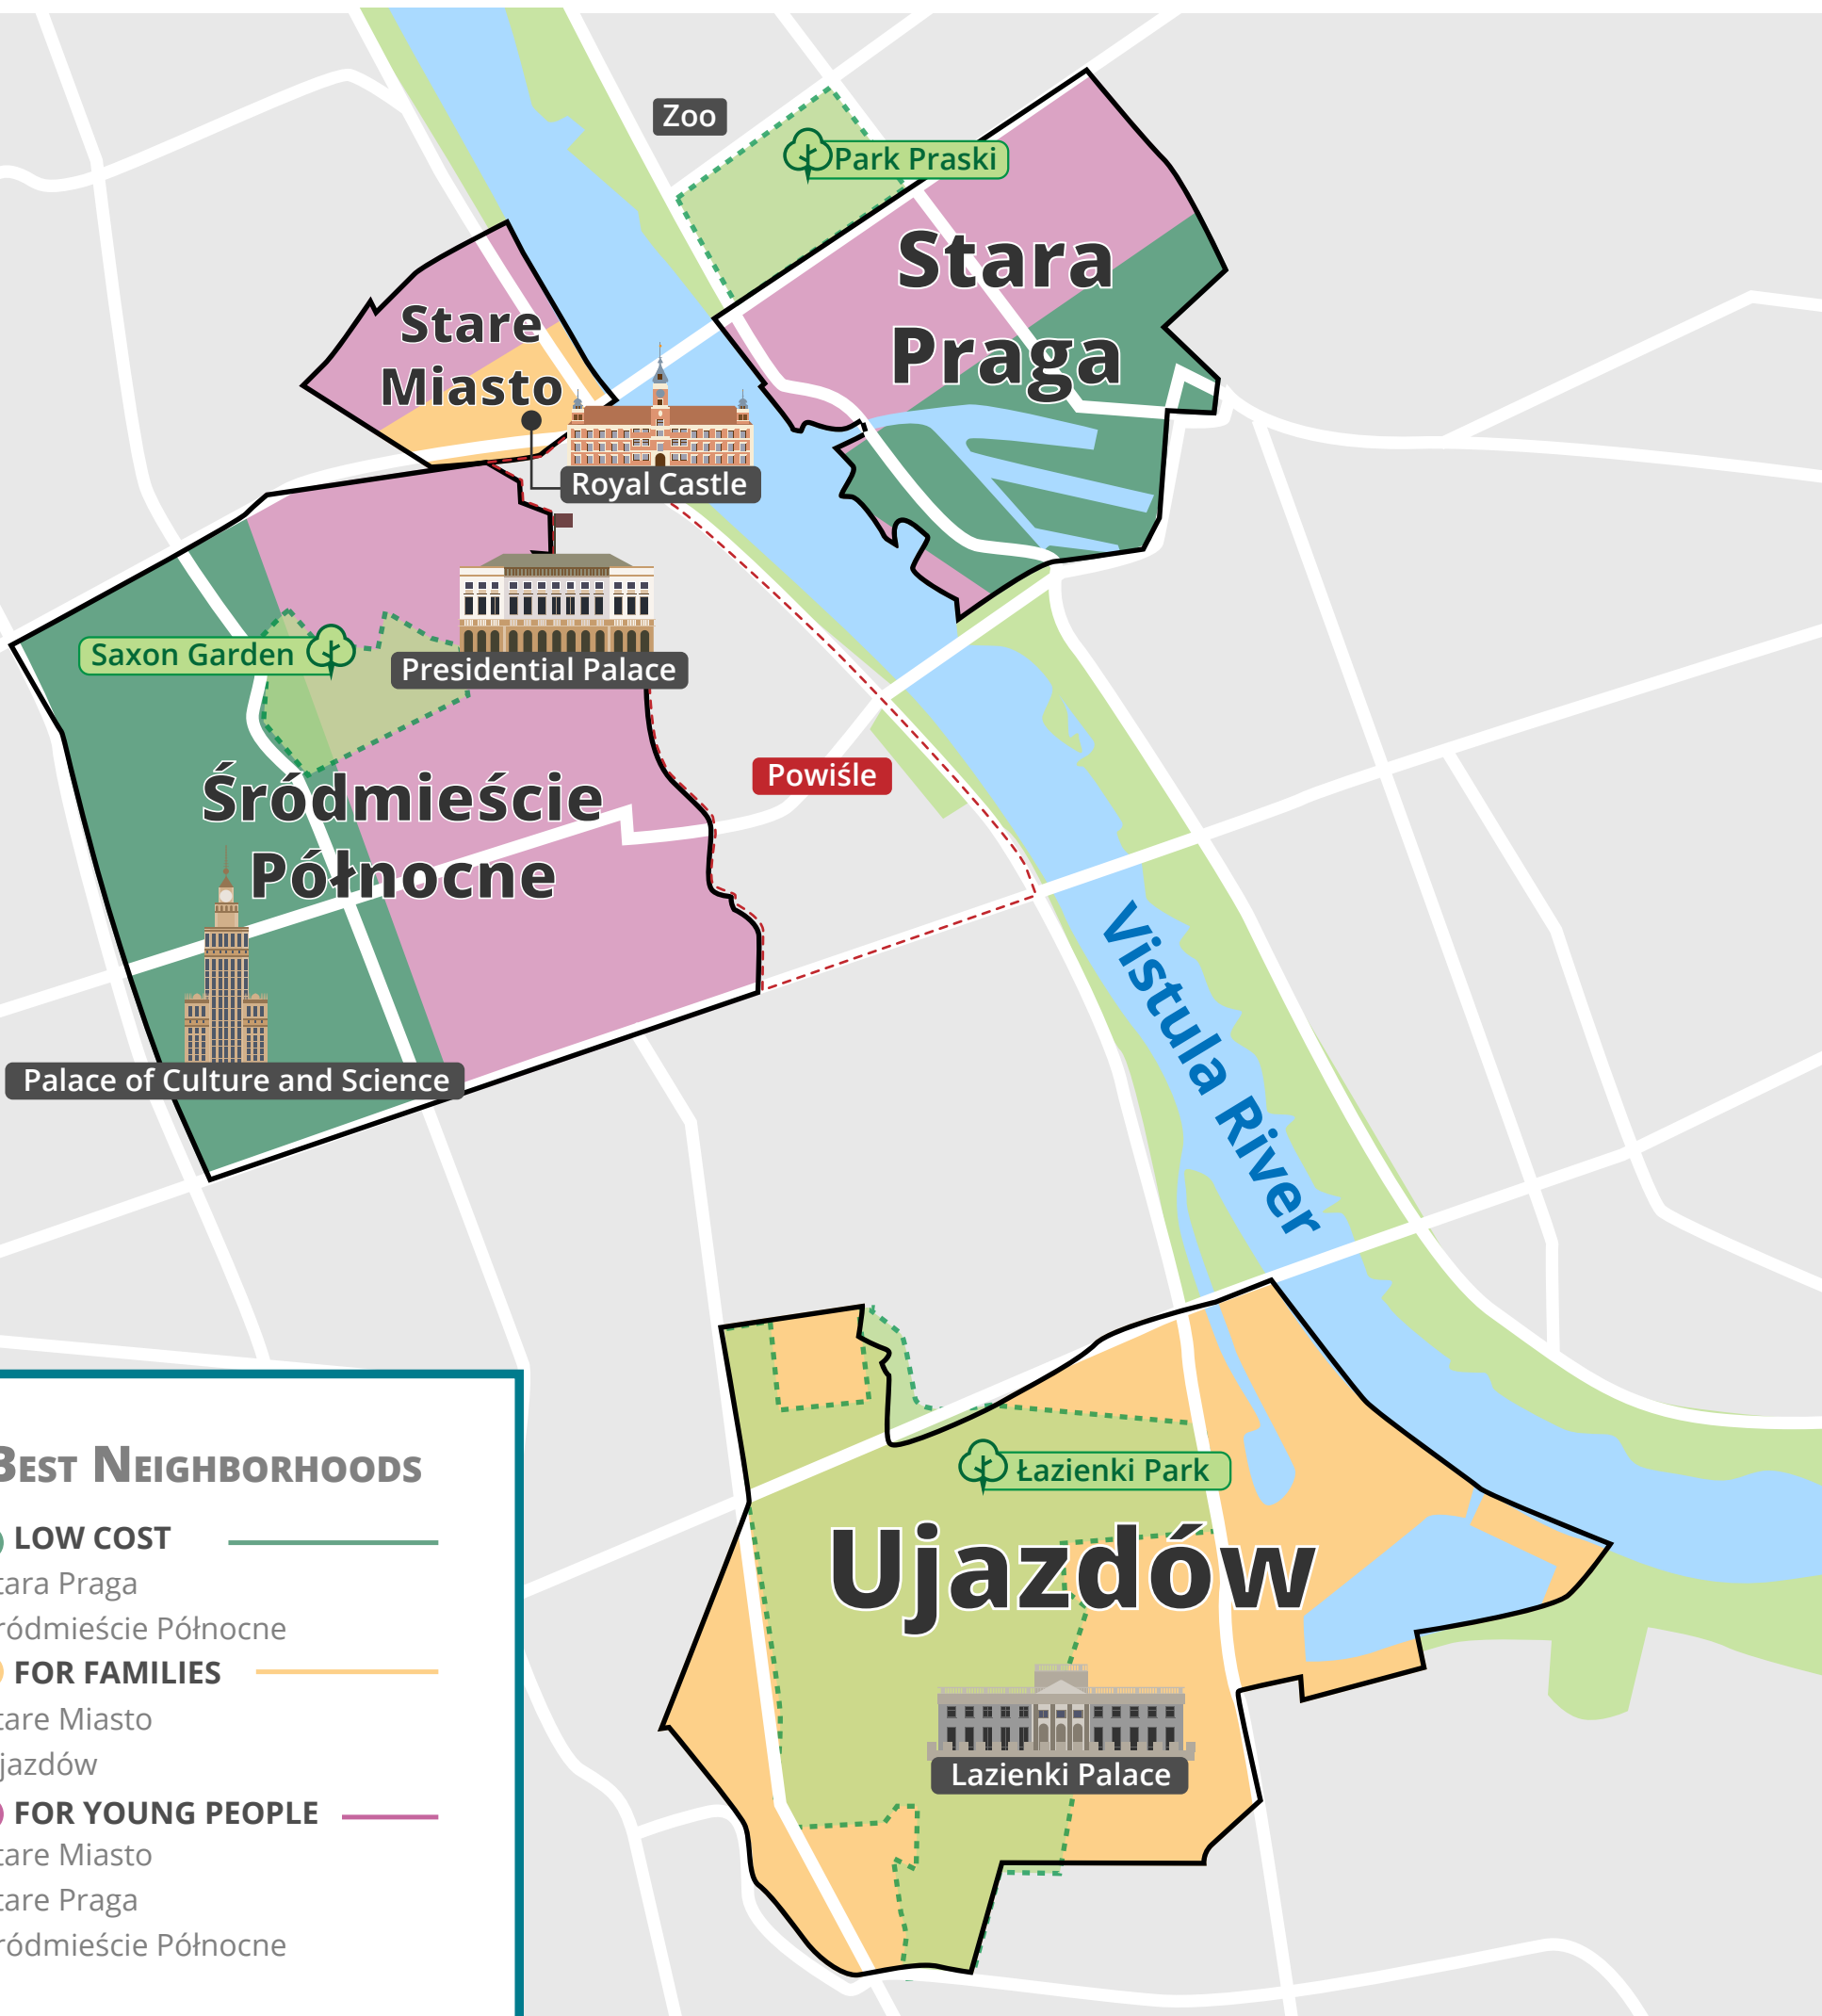 Zoo
Park Praski
Stara
Praga
Stare
Miasto
Royal Castle
Saxon Garden
Presidential Palace
Powiśle
Śródmieście
Północne
Vistula River
Palace of Culture and Science
Łazienki Park
Ujazdów
Lazienki Palace
Best Neighborhoods
LOW COST
tara Praga
ródmieście Północne
FOR FAMILIES
tare Miasto
jazdów
FOR YOUNG PEOPLE
tare Miasto
tare Praga
ródmieście Północne